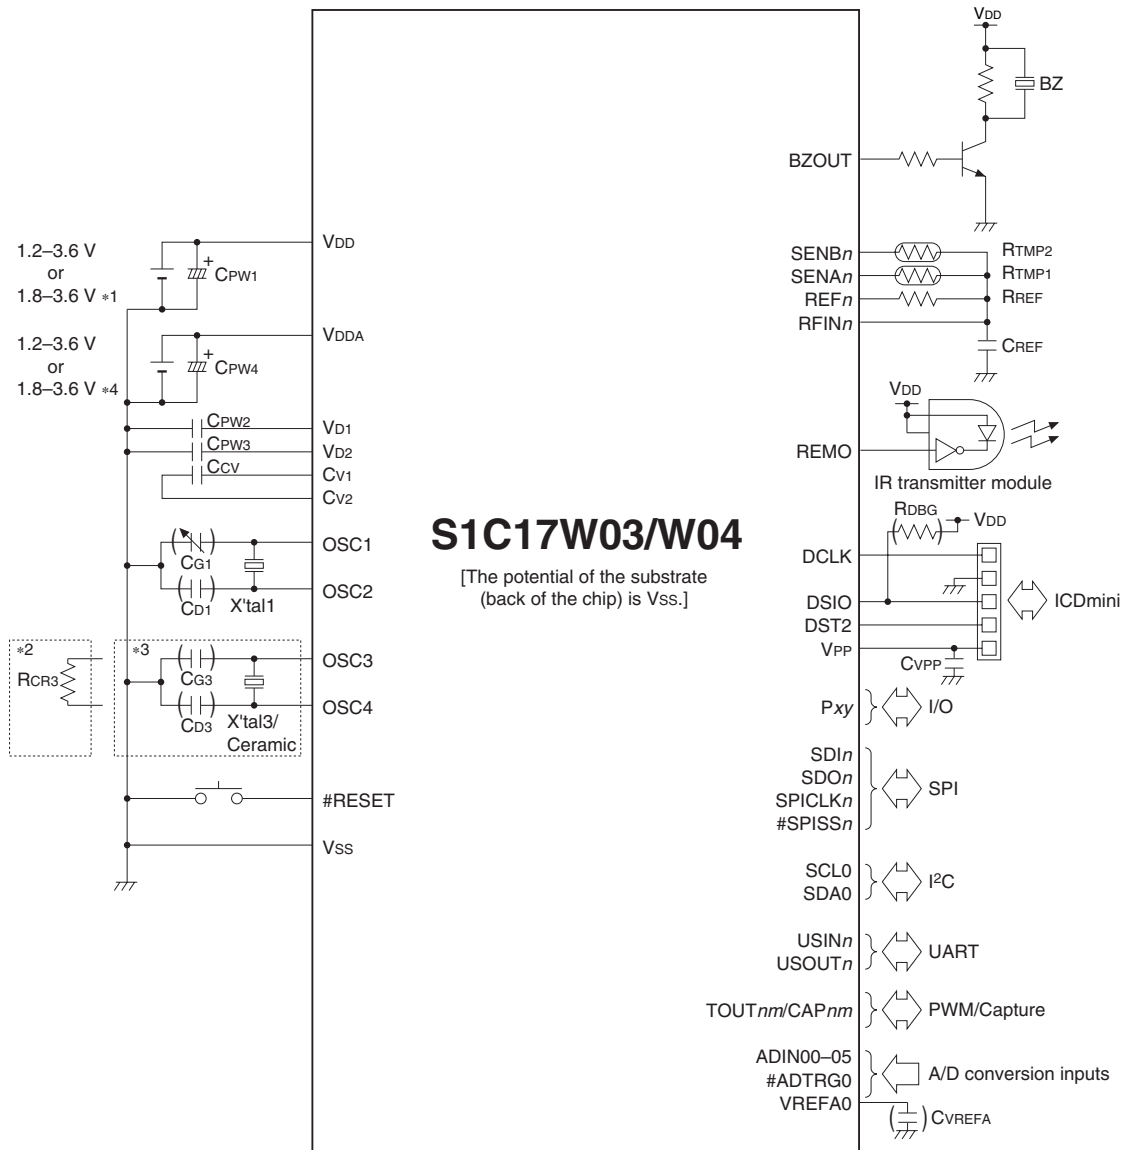 VDD
BZ
BZOUT
1.2–3.6 V
or
1.8–3.6 V *1
+
CPW1
VDD
SENBn
RTMP2
SENAn
RTMP1
REFn
RREF
RFINn
CREF
1.2–3.6 V
or
1.8–3.6 V *4
+
CPW4
VDDA
VDD
REMO
IR transmitter module
CPW2
VD1
CPW3
VD2
CCV
CV1
CV2
S1C17W03/W04
[The potential of the substrate
(back of the chip) is VSS.]
(RDBG)
VDD
DCLK
DSIO
DST2
VPP
CVPP
ICDmini
(CG1)
OSC1
(CD1)
X'tal1
OSC2
*2
RCR3
*3
(CG3)
OSC3
(CD3)
X'tal3/
Ceramic
OSC4
#RESET
VSS
Pxy
I/O
SDIn
SDOn
SPICLKn
#SPISSn
SPI
SCL0
SDA0
I2C
USINn
USOUTn
UART
TOUTnm/CAPnm
PWM/Capture
ADIN00–05
#ADTRG0
VREFA0
A/D conversion inputs
( ) CVREFA